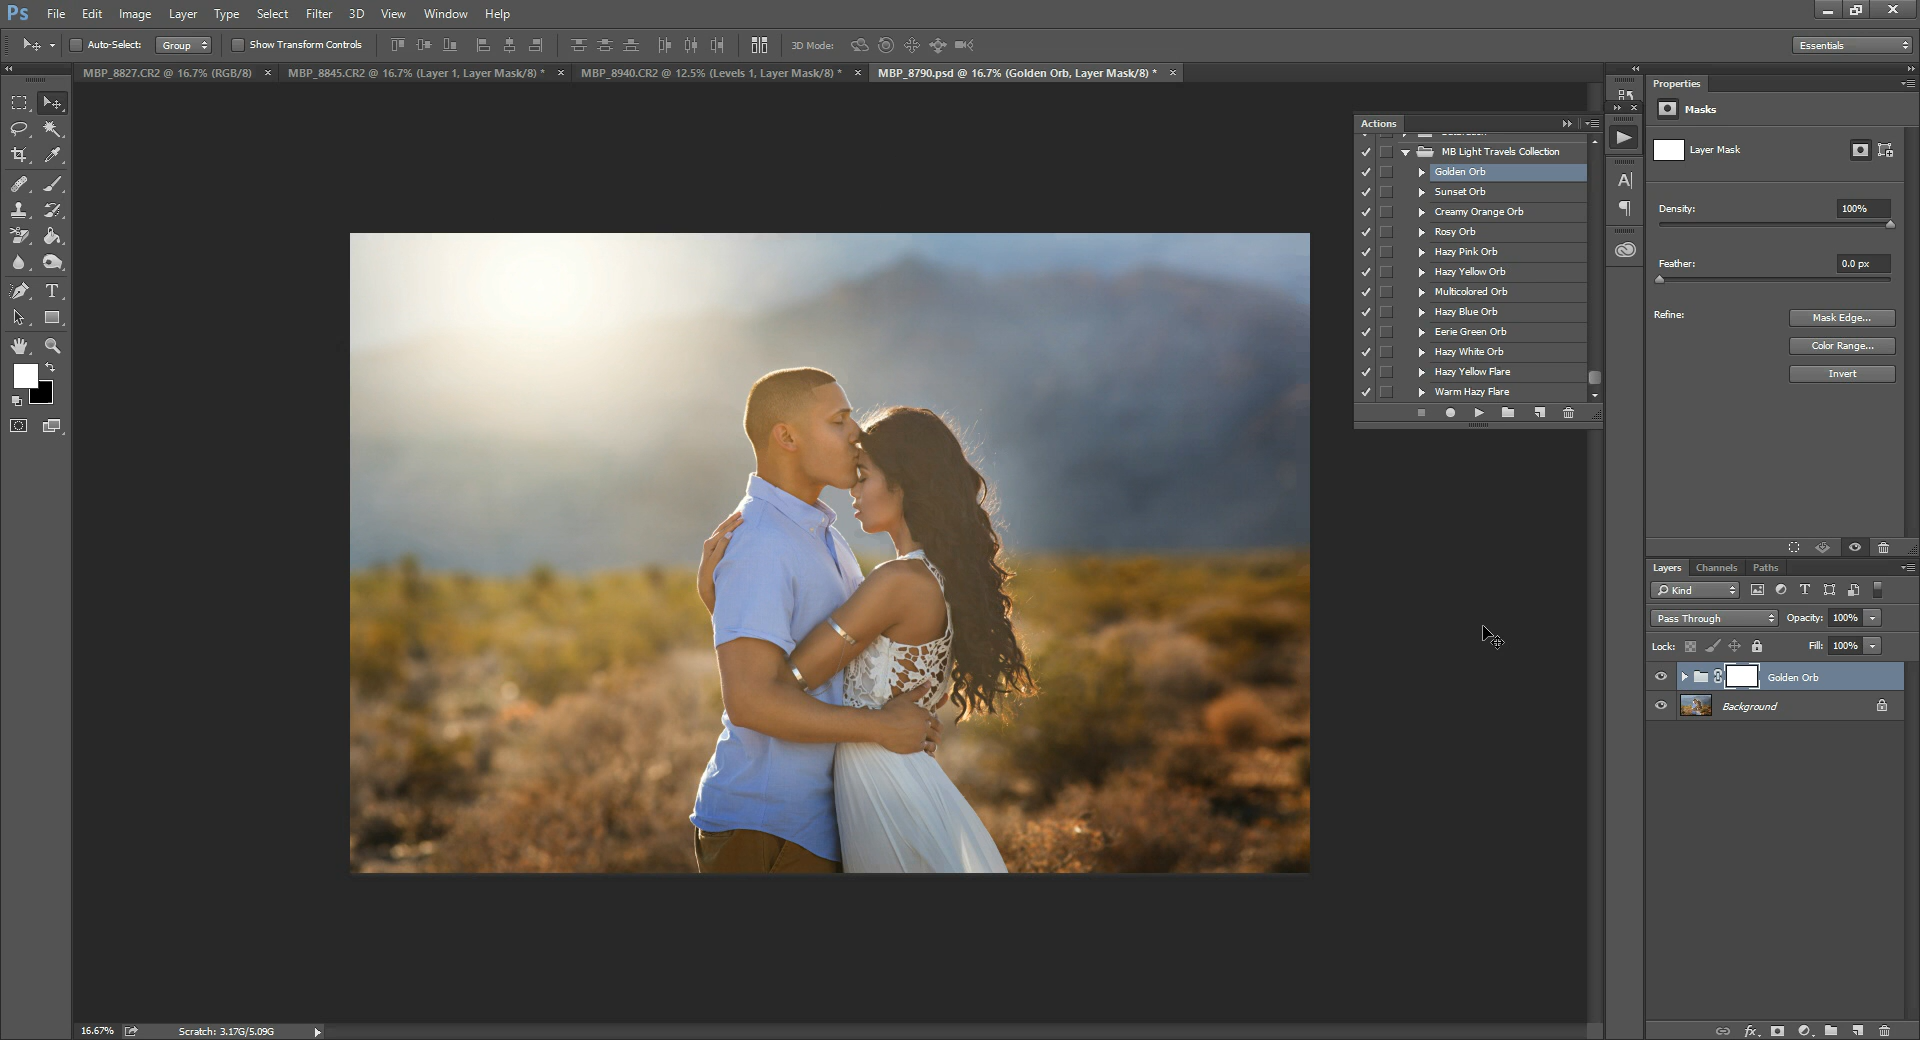 Ps File Edit Image Layer Type Select Filter 3D View Window Help
Auto-Select: Group Show Transform Controls 3D Mode: Essentials
MBP_8827.CR2 @ 16.7% (RGB/8) × MBP_8845.CR2 @ 16.7% (Layer 1, Layer Mask/8) * × MBP_8940.CR2 @ 12.5% (Levels 1, Layer Mask/8) * × MBP_8790.psd @ 16.7% (Golden Orb, Layer Mask/8) * ×
Actions
MB Light Travels Collection
Golden Orb
Sunset Orb
Creamy Orange Orb
Rosy Orb
Hazy Pink Orb
Hazy Yellow Orb
Multicolored Orb
Hazy Blue Orb
Eerie Green Orb
Hazy White Orb
Hazy Yellow Flare
Warm Hazy Flare
Properties
Masks
Layer Mask
Density: 100%
Feather: 0.0 px
Refine: Mask Edge...
Color Range...
Invert
Layers Channels Paths
Kind
Pass Through Opacity: 100%
Lock: Fill: 100%
Golden Orb
Background
16.67% Scratch: 3.17G/5.09G